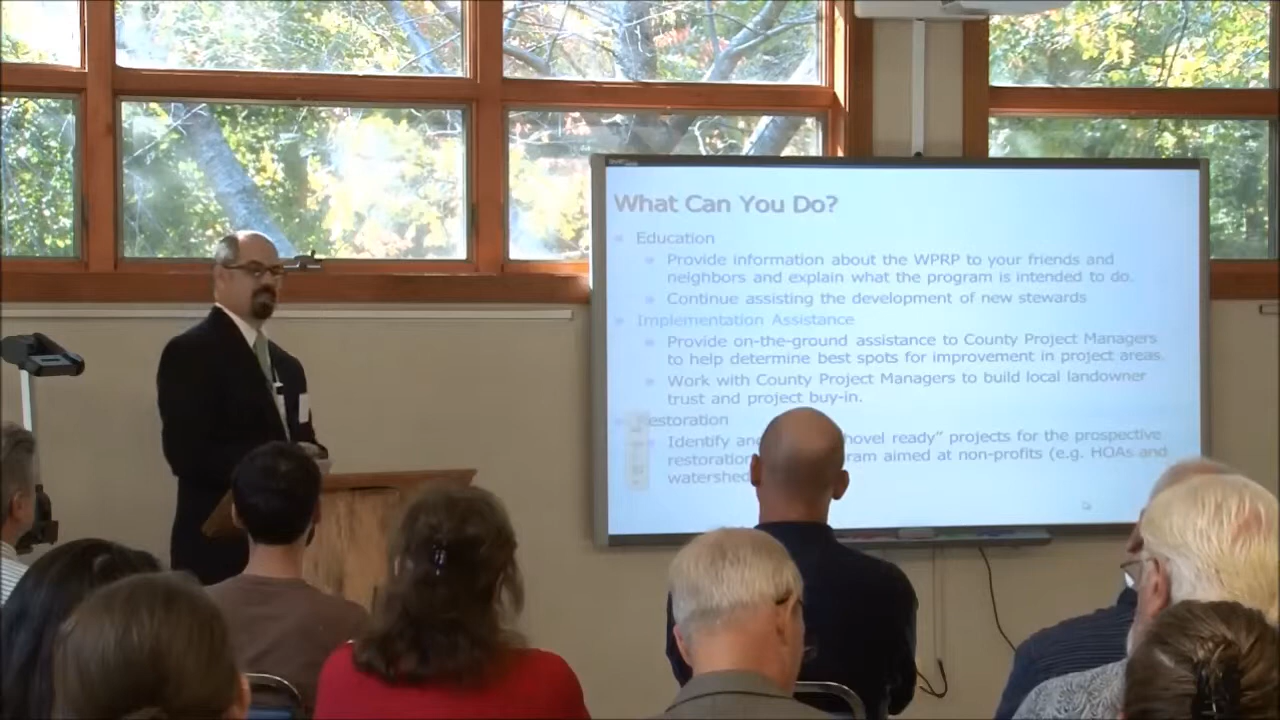 What Can You Do?
Education
Provide information about the WPRP to your friends and
neighbors and explain what the program is intended to do.
Continue assisting the development of new stewards
Implementation Assistance
Provide on-the-ground assistance to County Project Managers
to help determine best spots for improvement in project areas.
Work with County Project Managers to build local landowner
trust and project buy-in.
estoration
Identify an hovel ready” projects for the prospective
restoration ram aimed at non-profits (e.g. HOAs and
watershed